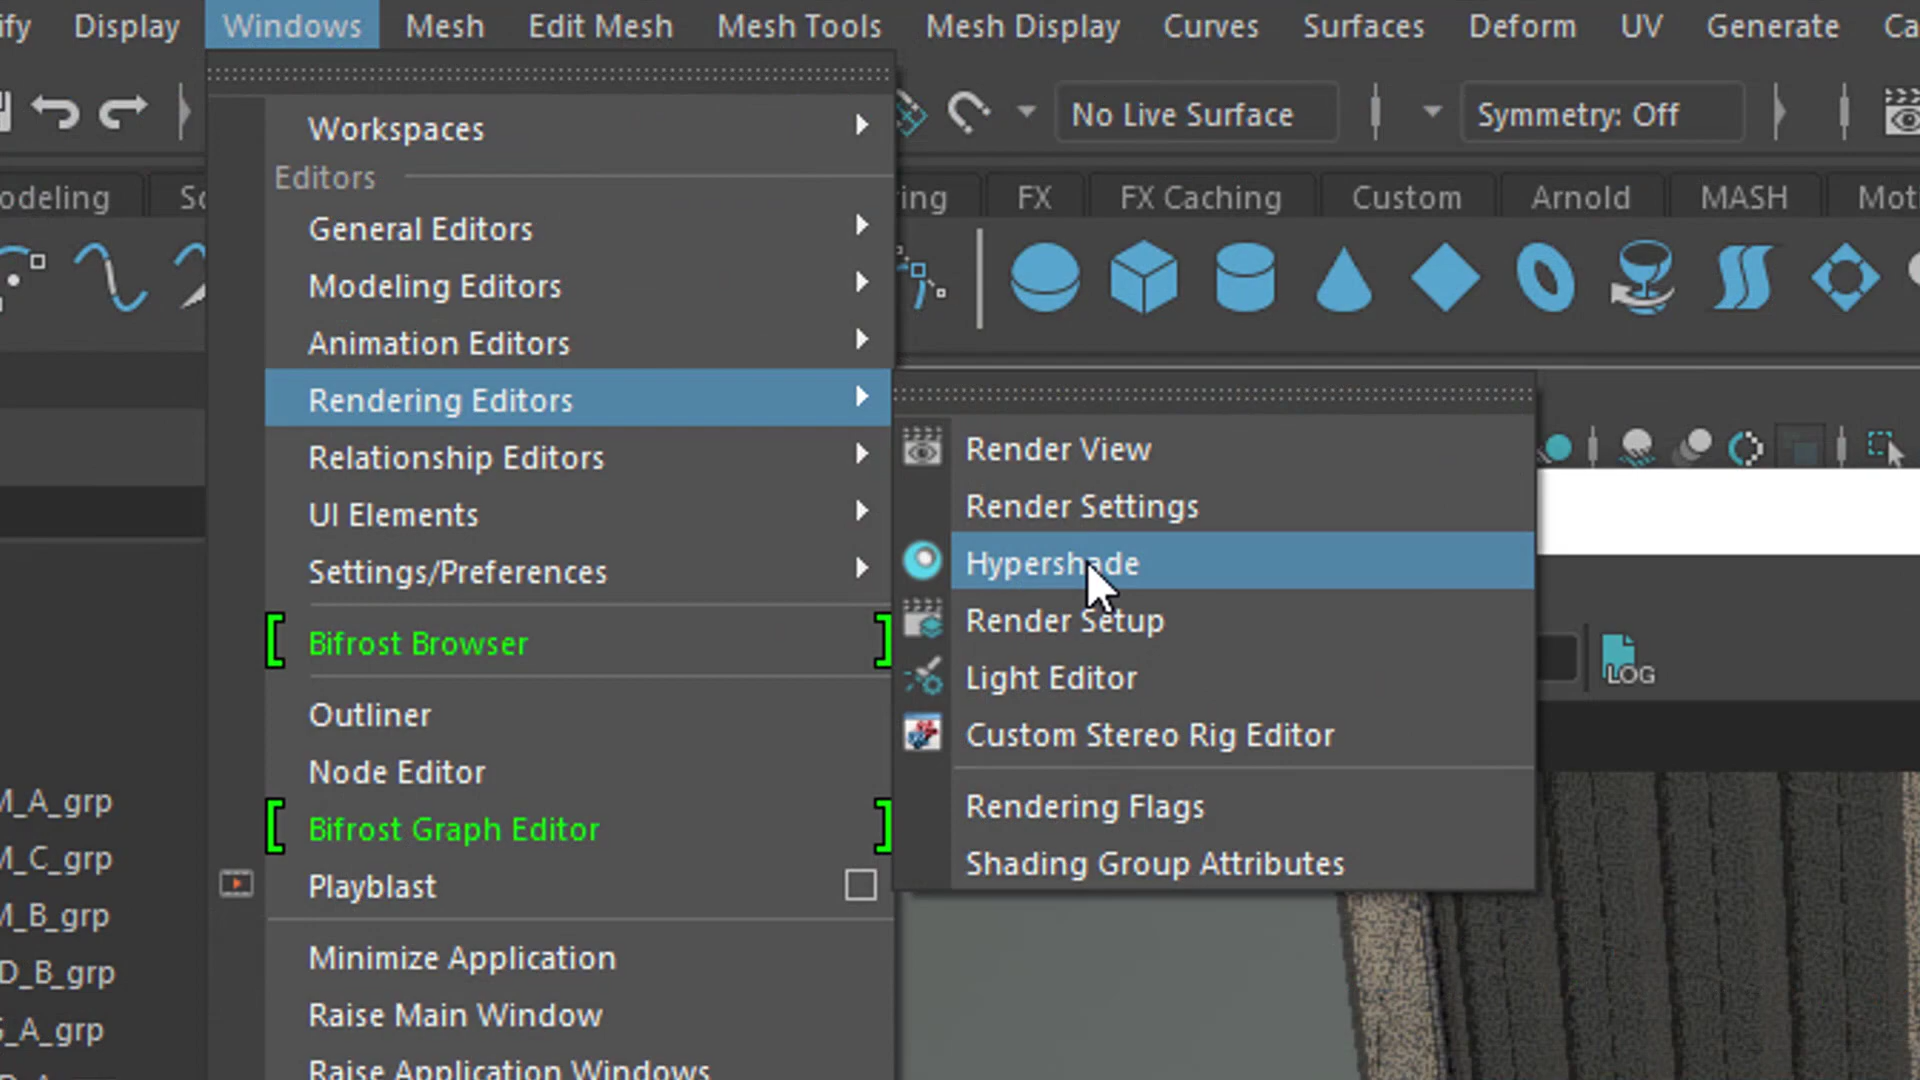 ify Display Windows Mesh Edit Mesh Mesh Tools Mesh Display Curves Surfaces Deform UV Generate Ca
No Live Surface Symmetry: Off
odeling Sc ring FX FX Caching Custom Arnold MASH Mot
Workspaces
Editors
General Editors
Modeling Editors
Animation Editors
Rendering Editors
Relationship Editors
UI Elements
Settings/Preferences
Bifrost Browser
Outliner
Node Editor
Bifrost Graph Editor
Playblast
Minimize Application
Raise Main Window
Raise Application Windows
Render View
Render Settings
Hypershade
Render Setup
Light Editor
Custom Stereo Rig Editor
Rendering Flags
Shading Group Attributes
LOG
M_A_grp
M_C_grp
M_B_grp
D_B_grp
G_A_grp